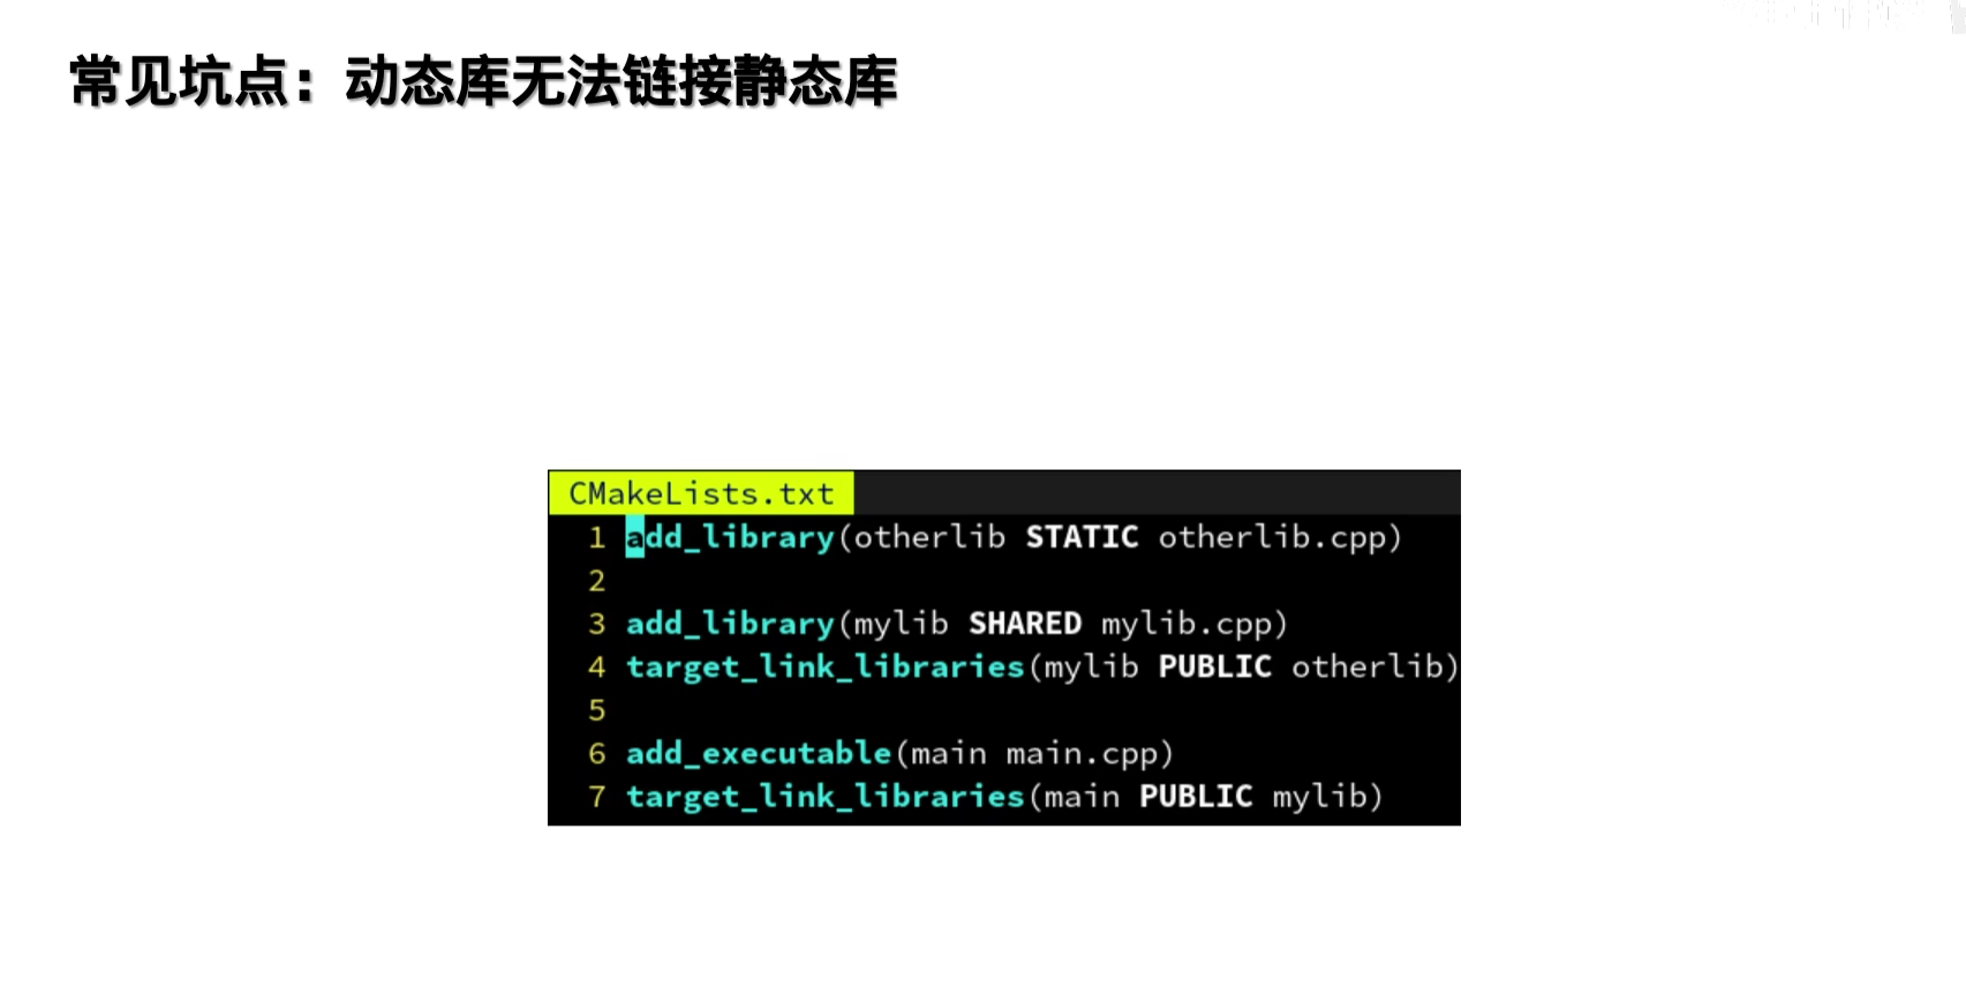 常见坑点：动态库无法链接静态库
CMakeLists.txt
1 add_library(otherlib STATIC otherlib.cpp)
2
3 add_library(mylib SHARED mylib.cpp)
4 target_link_libraries(mylib PUBLIC otherlib)
5
6 add_executable(main main.cpp)
7 target_link_libraries(main PUBLIC mylib)